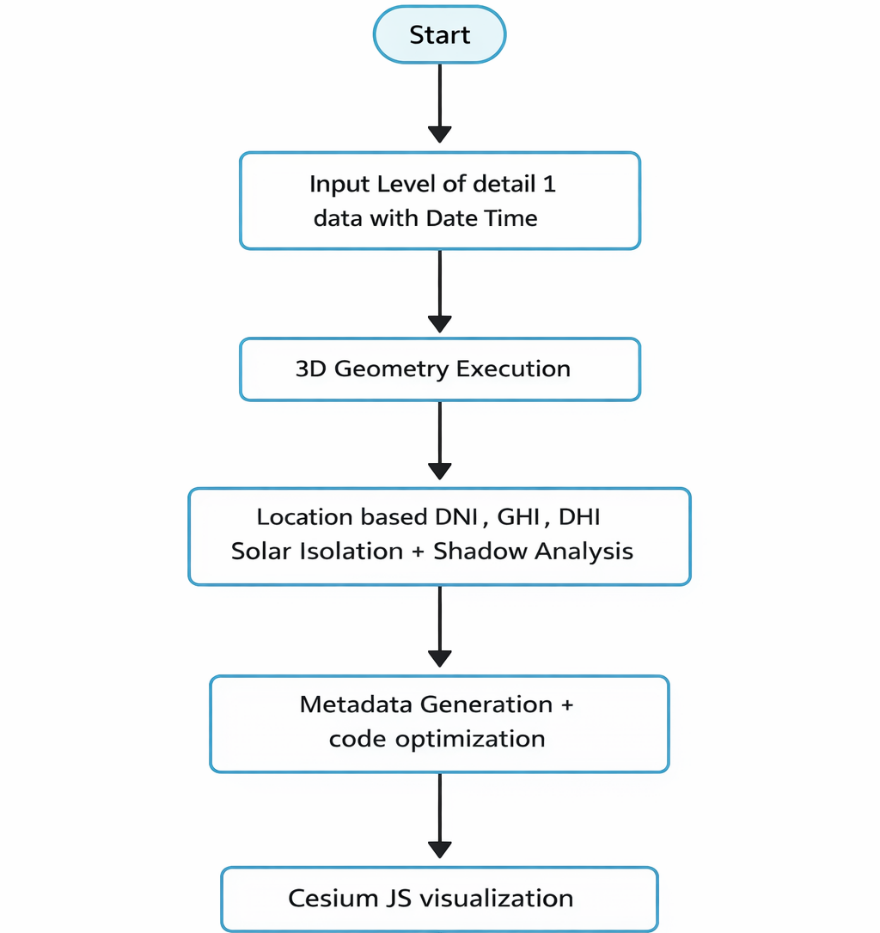 Start
Input Level of detail 1
data with Date Time
3D Geometry Execution
Location based DNI, GHI, DHI
Solar Isolation + Shadow Analysis
Metadada Generation +
code optimization
Cesium JS visualization